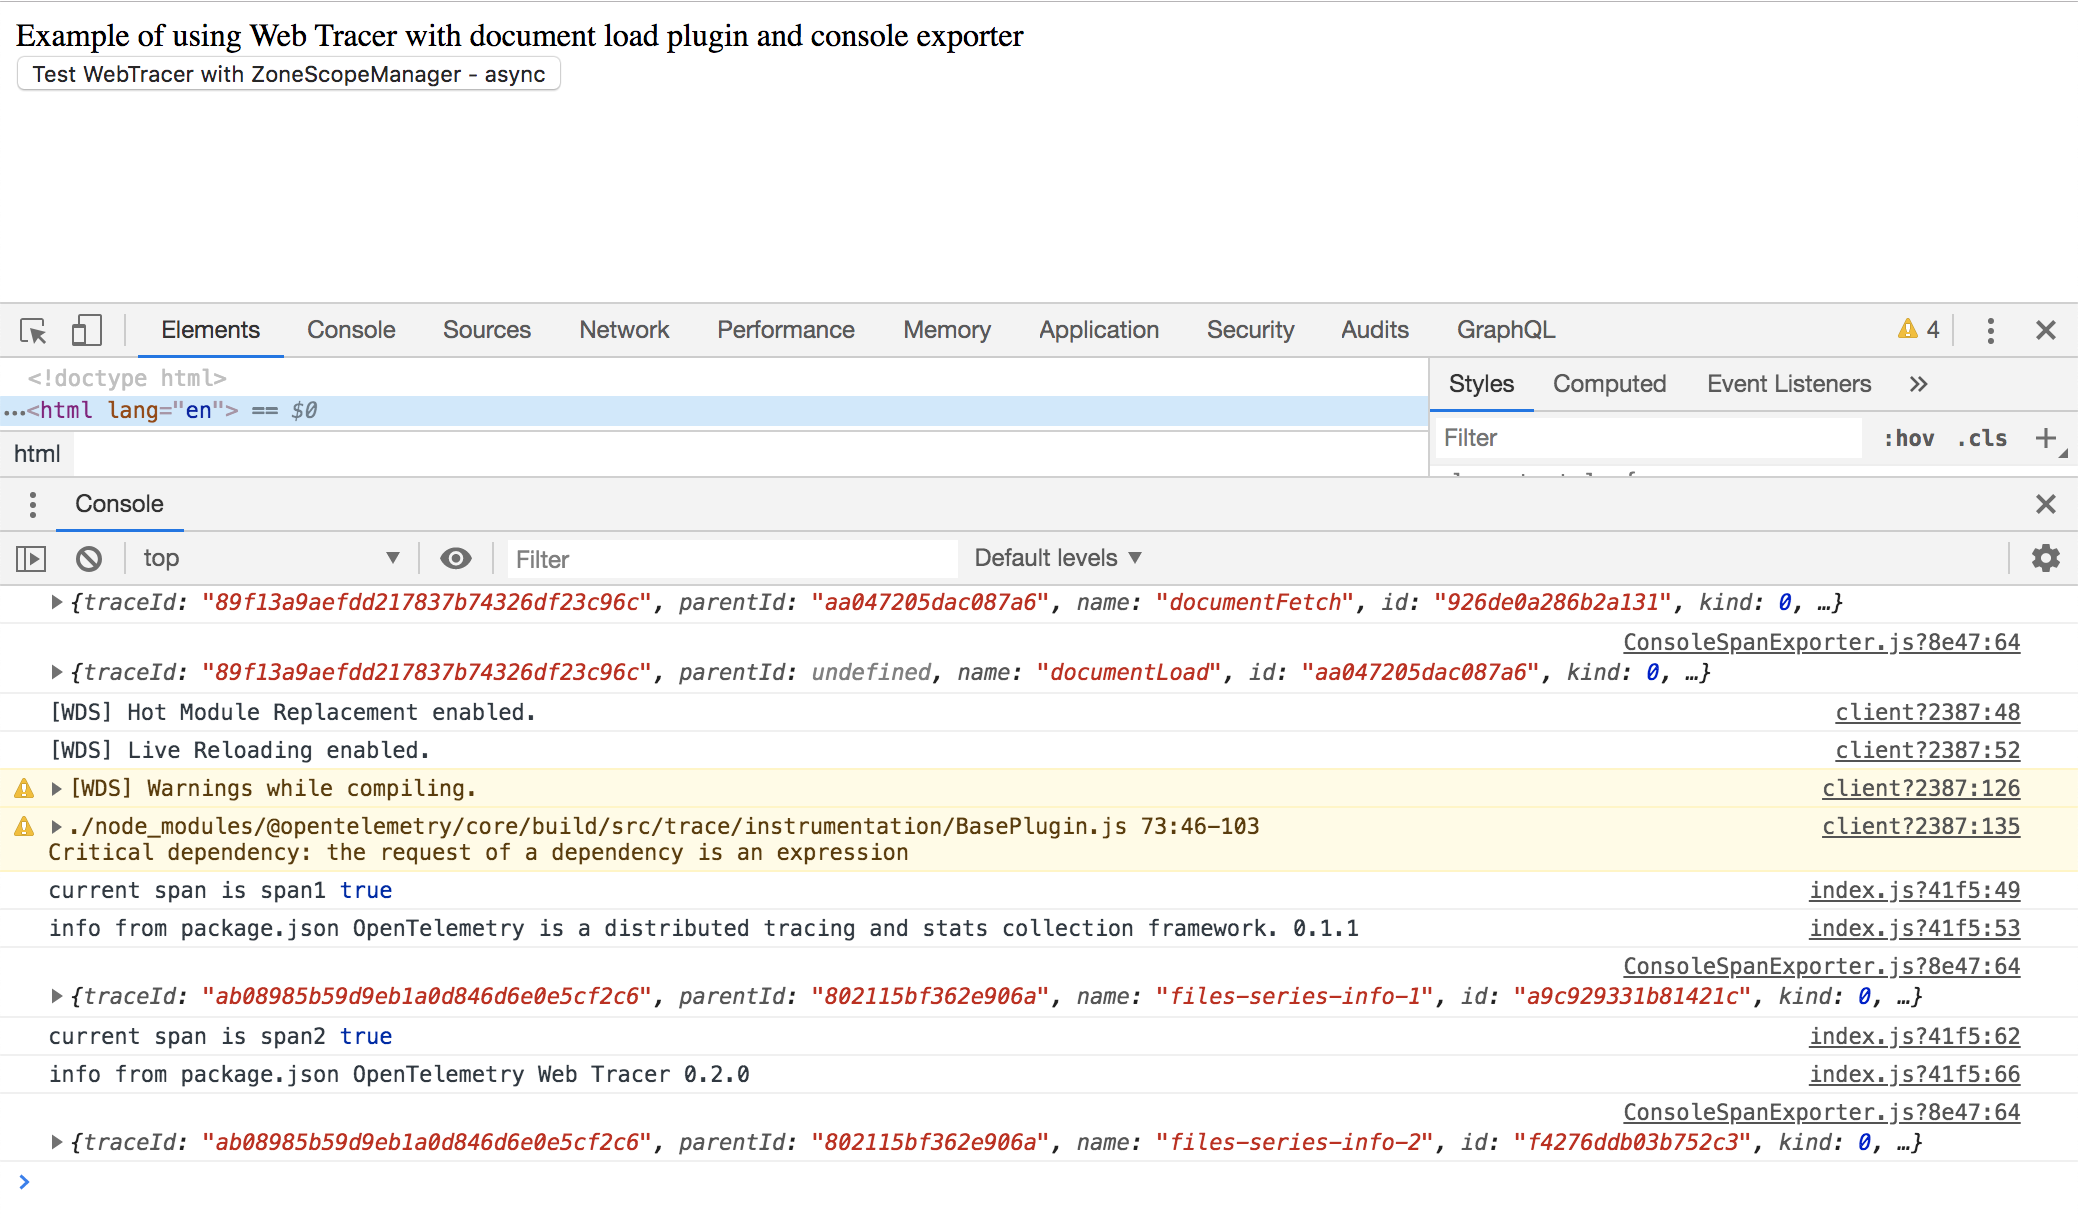 Example of using Web Tracer with document load plugin and console exporter
Test WebTracer with ZoneScopeManager - async
Elements Console Sources Network Performance Memory Application Security Audits GraphQL 4
<!doctype html>
…<html lang="en"> == $0
html
Styles Computed Event Listeners »
Filter :hov .cls +
Console
top ▼ Filter Default levels ▼
▶{traceId: "89f13a9aefdd217837b74326df23c96c", parentId: "aa047205dac087a6", name: "documentFetch", id: "926de0a286b2a131", kind: 0, …}
ConsoleSpanExporter.js?8e47:64
▶{traceId: "89f13a9aefdd217837b74326df23c96c", parentId: undefined, name: "documentLoad", id: "aa047205dac087a6", kind: 0, …}
[WDS] Hot Module Replacement enabled. client?2387:48
[WDS] Live Reloading enabled. client?2387:52
▶[WDS] Warnings while compiling. client?2387:126
▶./node_modules/@opentelemetry/core/build/src/trace/instrumentation/BasePlugin.js 73:46-103 client?2387:135
Critical dependency: the request of a dependency is an expression
current span is span1 true index.js?41f5:49
info from package.json OpenTelemetry is a distributed tracing and stats collection framework. 0.1.1 index.js?41f5:53
ConsoleSpanExporter.js?8e47:64
▶{traceId: "ab08985b59d9eb1a0d846d6e0e5cf2c6", parentId: "802115bf362e906a", name: "files-series-info-1", id: "a9c929331b81421c", kind: 0, …}
current span is span2 true index.js?41f5:62
info from package.json OpenTelemetry Web Tracer 0.2.0 index.js?41f5:66
ConsoleSpanExporter.js?8e47:64
▶{traceId: "ab08985b59d9eb1a0d846d6e0e5cf2c6", parentId: "802115bf362e906a", name: "files-series-info-2", id: "f4276ddb03b752c3", kind: 0, …}